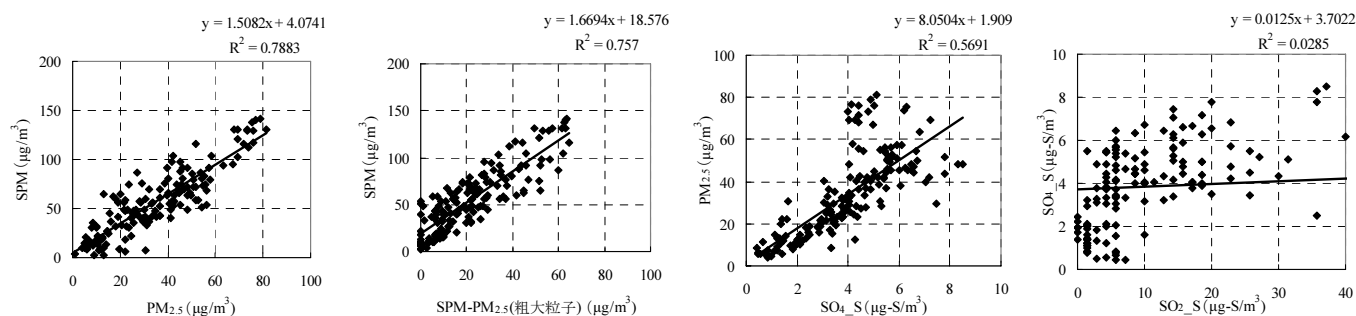 y = 1.5082x + 4.0741
R² = 0.7883
200
150
100
50
0
SPM (μg/m³)
0 20 40 60 80 100
PM₂.₅ (μg/m³)
y = 1.6694x + 18.576
R² = 0.757
200
150
100
50
0
SPM (μg/m³)
0 20 40 60 80 100
SPM-PM₂.₅(粗大粒子) (μg/m³)
y = 8.0504x + 1.909
R² = 0.5691
100
80
60
40
20
0
PM₂.₅ (μg/m³)
0 2 4 6 8 10
SO₄_S (μg-S/m³)
y = 0.0125x + 3.7022
R² = 0.0285
10
8
6
4
2
0
SO₄_S (μg-S/m³)
0 10 20 30 40
SO₂_S (μg-S/m³)